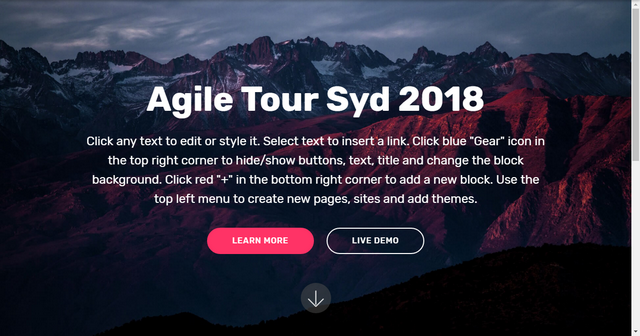 Agile Tour Syd 2018
Click any text to edit or style it. Select text to insert a link. Click blue "Gear" icon in
the top right corner to hide/show buttons, text, title and change the block
background. Click red "+" in the bottom right corner to add a new block. Use the
top left menu to create new pages, sites and add themes.
LEARN MORE
LIVE DEMO